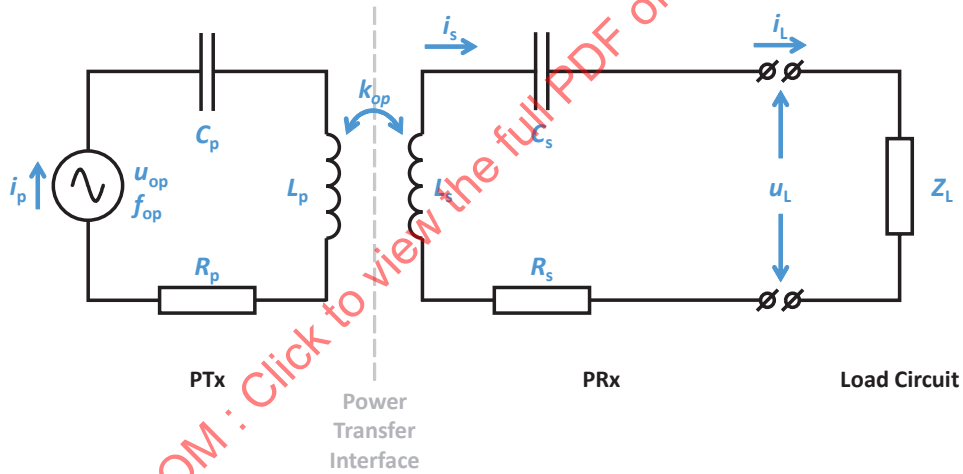 i_s
i_L
k_op
C_p
C_s
i_p
u_op
f_op
L_p
L_s
u_L
Z_L
R_p
R_s
PTx
PRx
Load Circuit
Power
Transfer
Interface
OM : Click to view the full PDF o